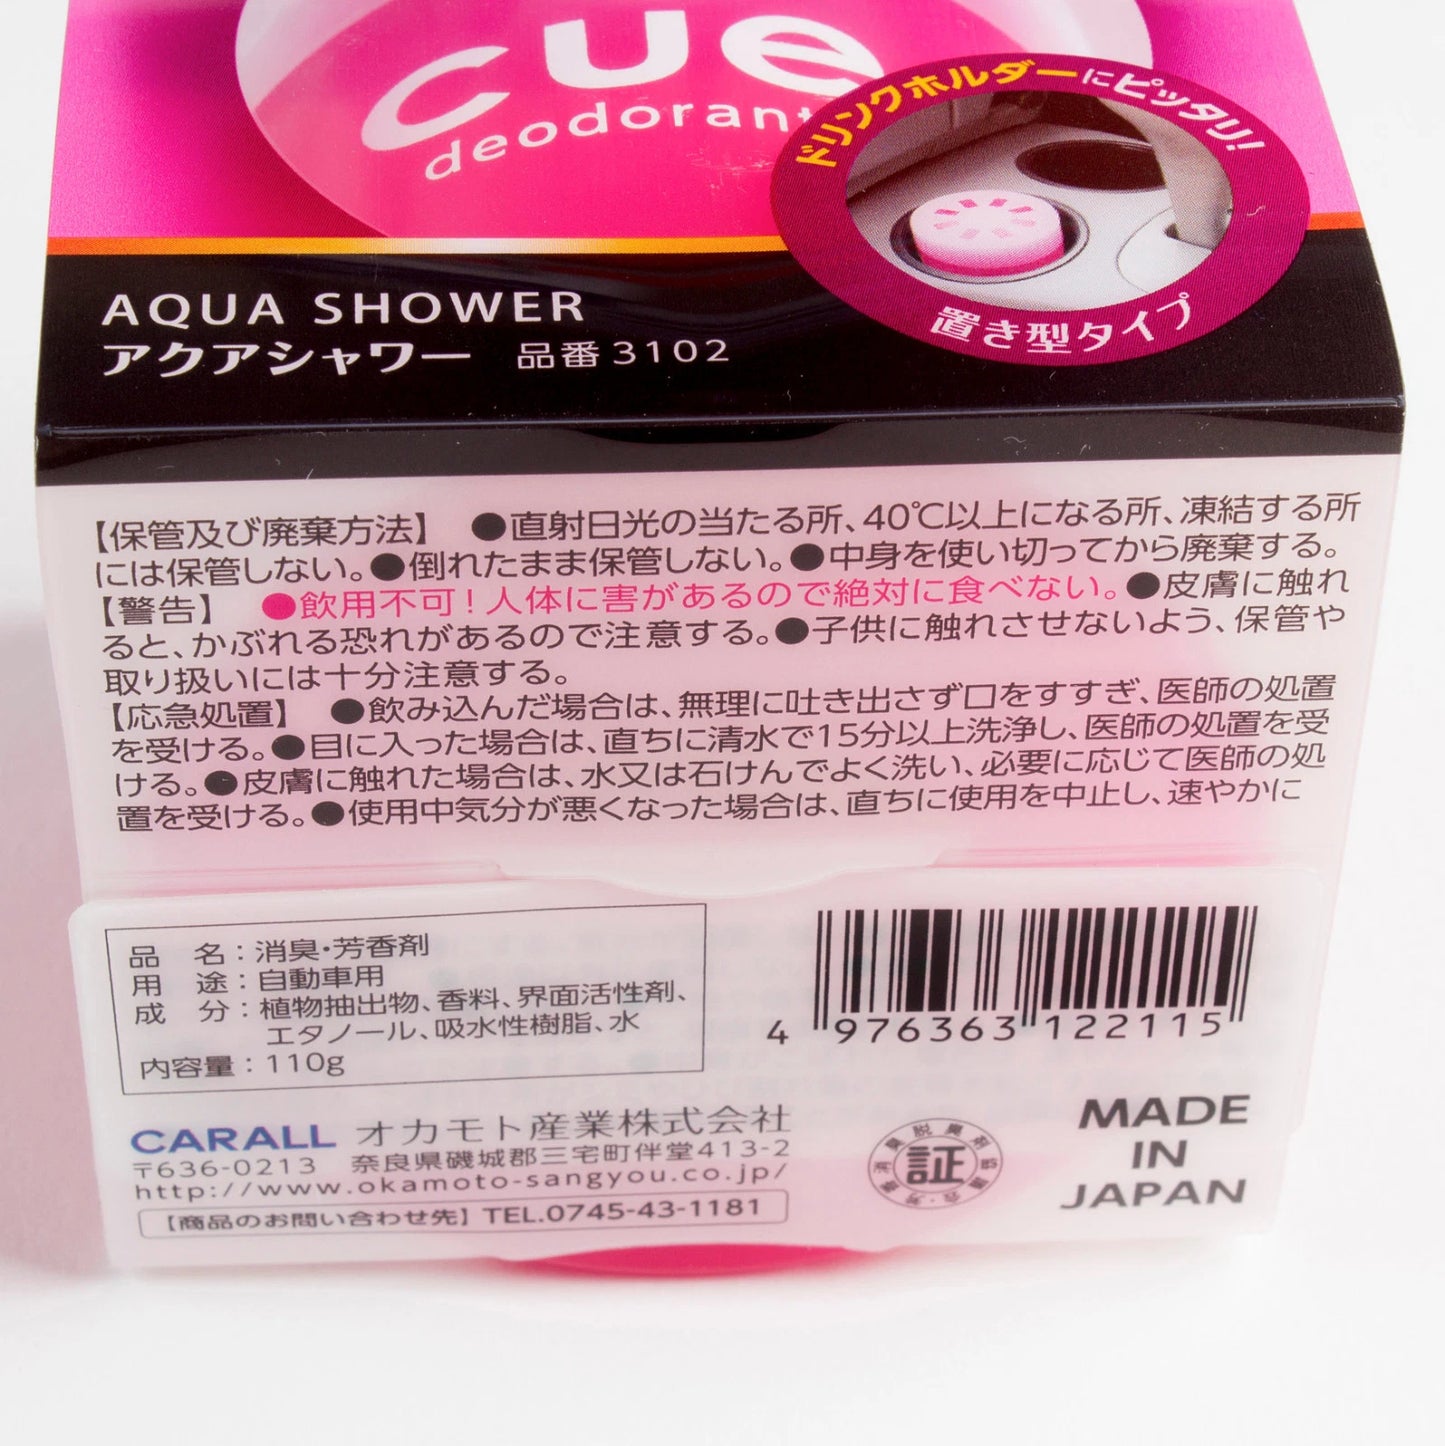 cue
deodorant
ドリンクホルダーにピッタリ!
置き型タイプ
AQUA SHOWER
アクアシャワー 品番3102
【保管及び廃棄方法】 ●直射日光の当たる所、40℃以上になる所、凍結する所
には保管しない。●倒れたまま保管しない。●中身を使い切ってから廃棄する。
【警告】 ●飲用不可!人体に害があるので絶対に食べない。●皮膚に触れ
ると、かぶれる恐れがあるので注意する。●子供に触れさせないよう、保管や
取り扱いには十分注意する。
【応急処置】 ●飲み込んだ場合は、無理に吐き出さず口をすすぎ、医師の処置
を受ける。●目に入った場合は、直ちに清水で15分以上洗浄し、医師の処置を受
ける。●皮膚に触れた場合は、水又は石けんでよく洗い、必要に応じて医師の処
置を受ける。●使用中気分が悪くなった場合は、直ちに使用を中止し、速やかに
品 名:消臭・芳香剤
用 途:自動車用
成 分:植物抽出物、香料、界面活性剤、
エタノール、吸水性樹脂、水
内容量:110g
4 976363 122115
CARALL オカモト産業株式会社
〒636-0213 奈良県磯城郡三宅町伴堂413-2
http://www.okamoto-sangyou.co.jp/
【商品のお問い合わせ先】TEL.0745-43-1181
証
MADE
IN
JAPAN